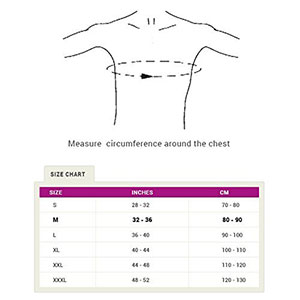 Measure circumference around the chest
SIZE CHART
SIZE INCHES CM
S 28 - 32 70 - 80
M 32 - 36 80 - 90
L 36 - 40 90 - 100
XL 40 - 44 100 - 110
XXL 44 - 48 110 - 120
XXXL 48 - 52 120 - 130